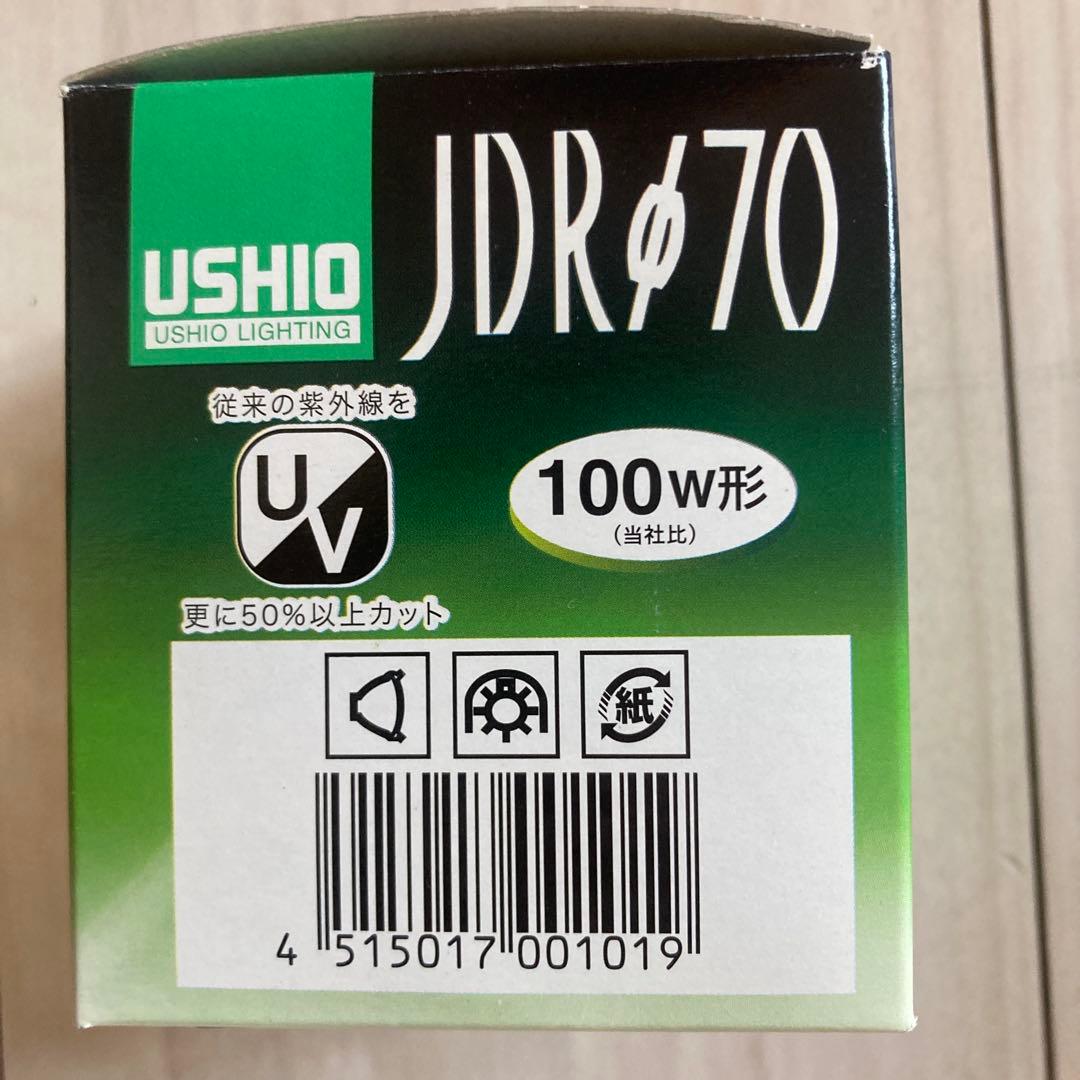 USHIO
USHIO LIGHTING
JDRφ70
従来の紫外線を
UV
更に50%以上カット
100W形
(当社比)
紙
4 515017 001019